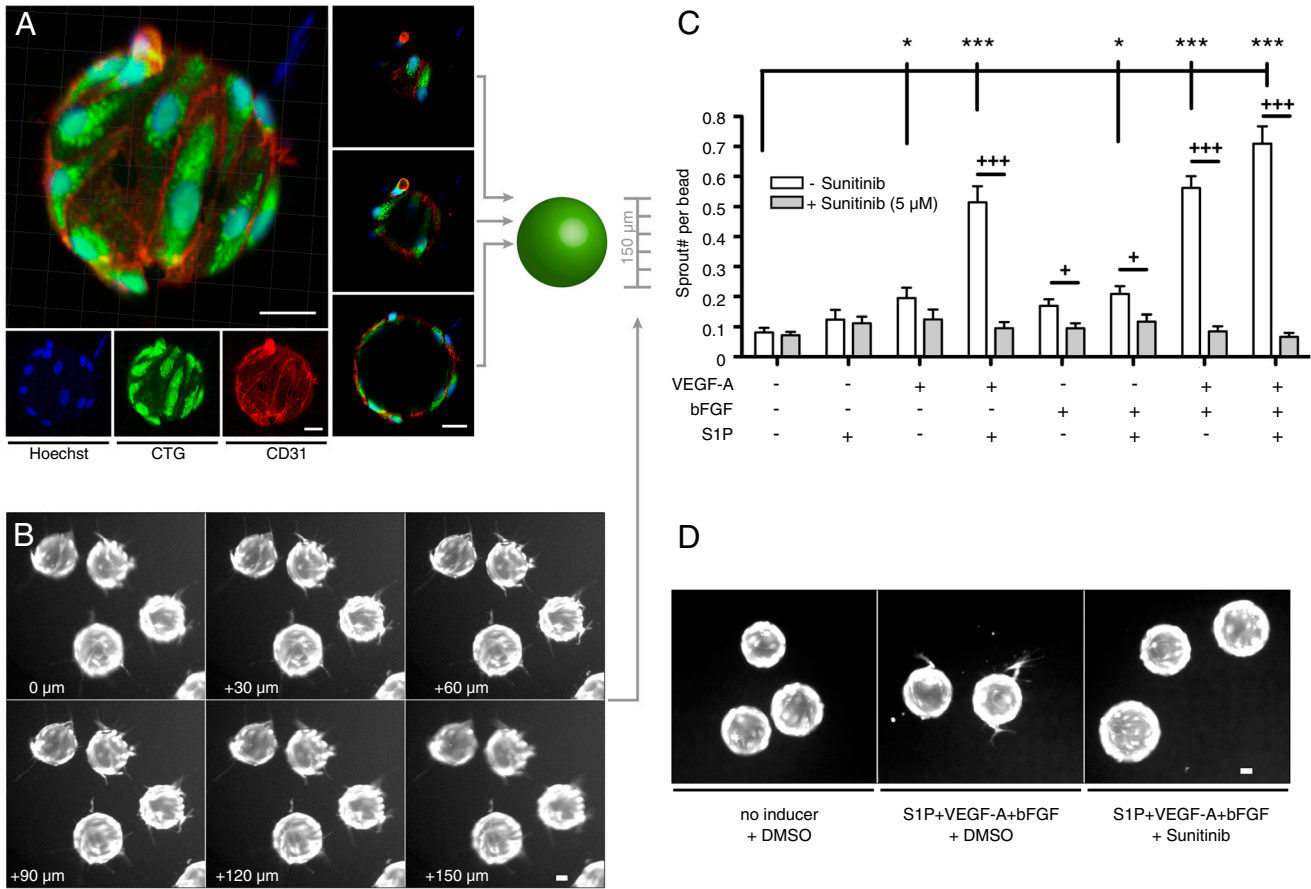 A
Hoechst
CTG
CD31
150 µm
B
0 µm
+30 µm
+60 µm
+90 µm
+120 µm
+150 µm
C
* *** * *** ***
+++ + + +++ +++
Sprout# per bead
0.8
0.7
0.6
0.5
0.4
0.3
0.2
0.1
0
- Sunitinib
+ Sunitinib (5 µM)
VEGF-A - - + + - - + +
bFGF - - - - + + + +
S1P - + - + - + - +
D
no inducer
+ DMSO
S1P+VEGF-A+bFGF
+ DMSO
S1P+VEGF-A+bFGF
+ Sunitinib